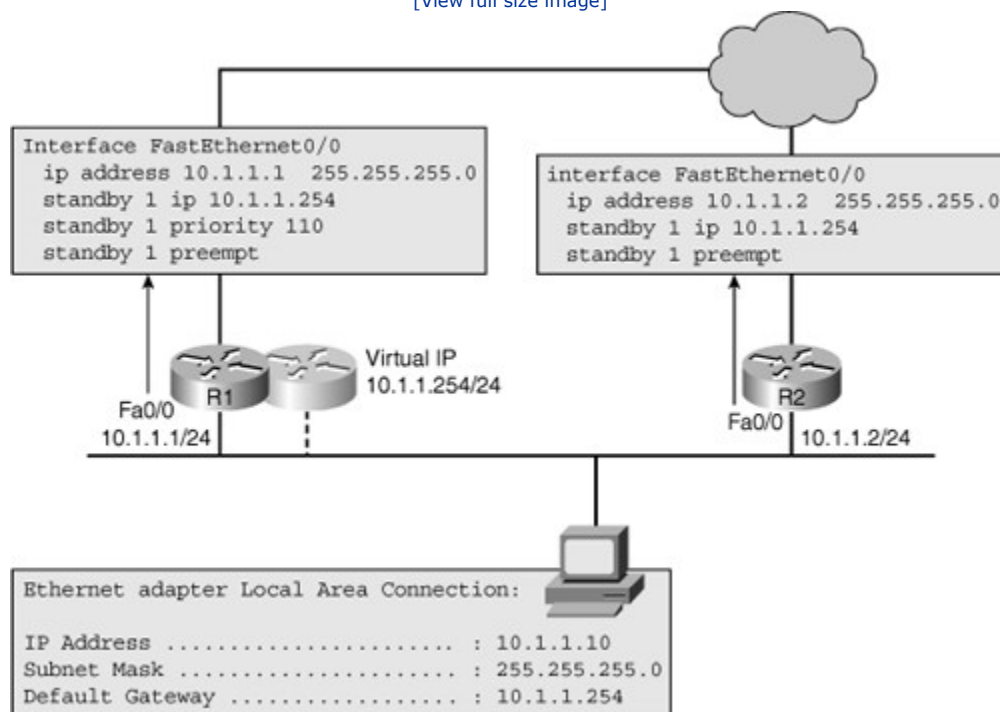 [View full size image]
Interface FastEthernet0/0
ip address 10.1.1.1 255.255.255.0
standby 1 ip 10.1.1.254
standby 1 priority 110
standby 1 preempt
interface FastEthernet0/0
ip address 10.1.1.2 255.255.255.0
standby 1 ip 10.1.1.254
standby 1 preempt
Virtual IP
10.1.1.254/24
R1
Fa0/0
10.1.1.1/24
R2
Fa0/0
10.1.1.2/24
Ethernet adapter Local Area Connection:
IP Address ....................... : 10.1.1.10
Subnet Mask ...................... : 255.255.255.0
Default Gateway .................. : 10.1.1.254